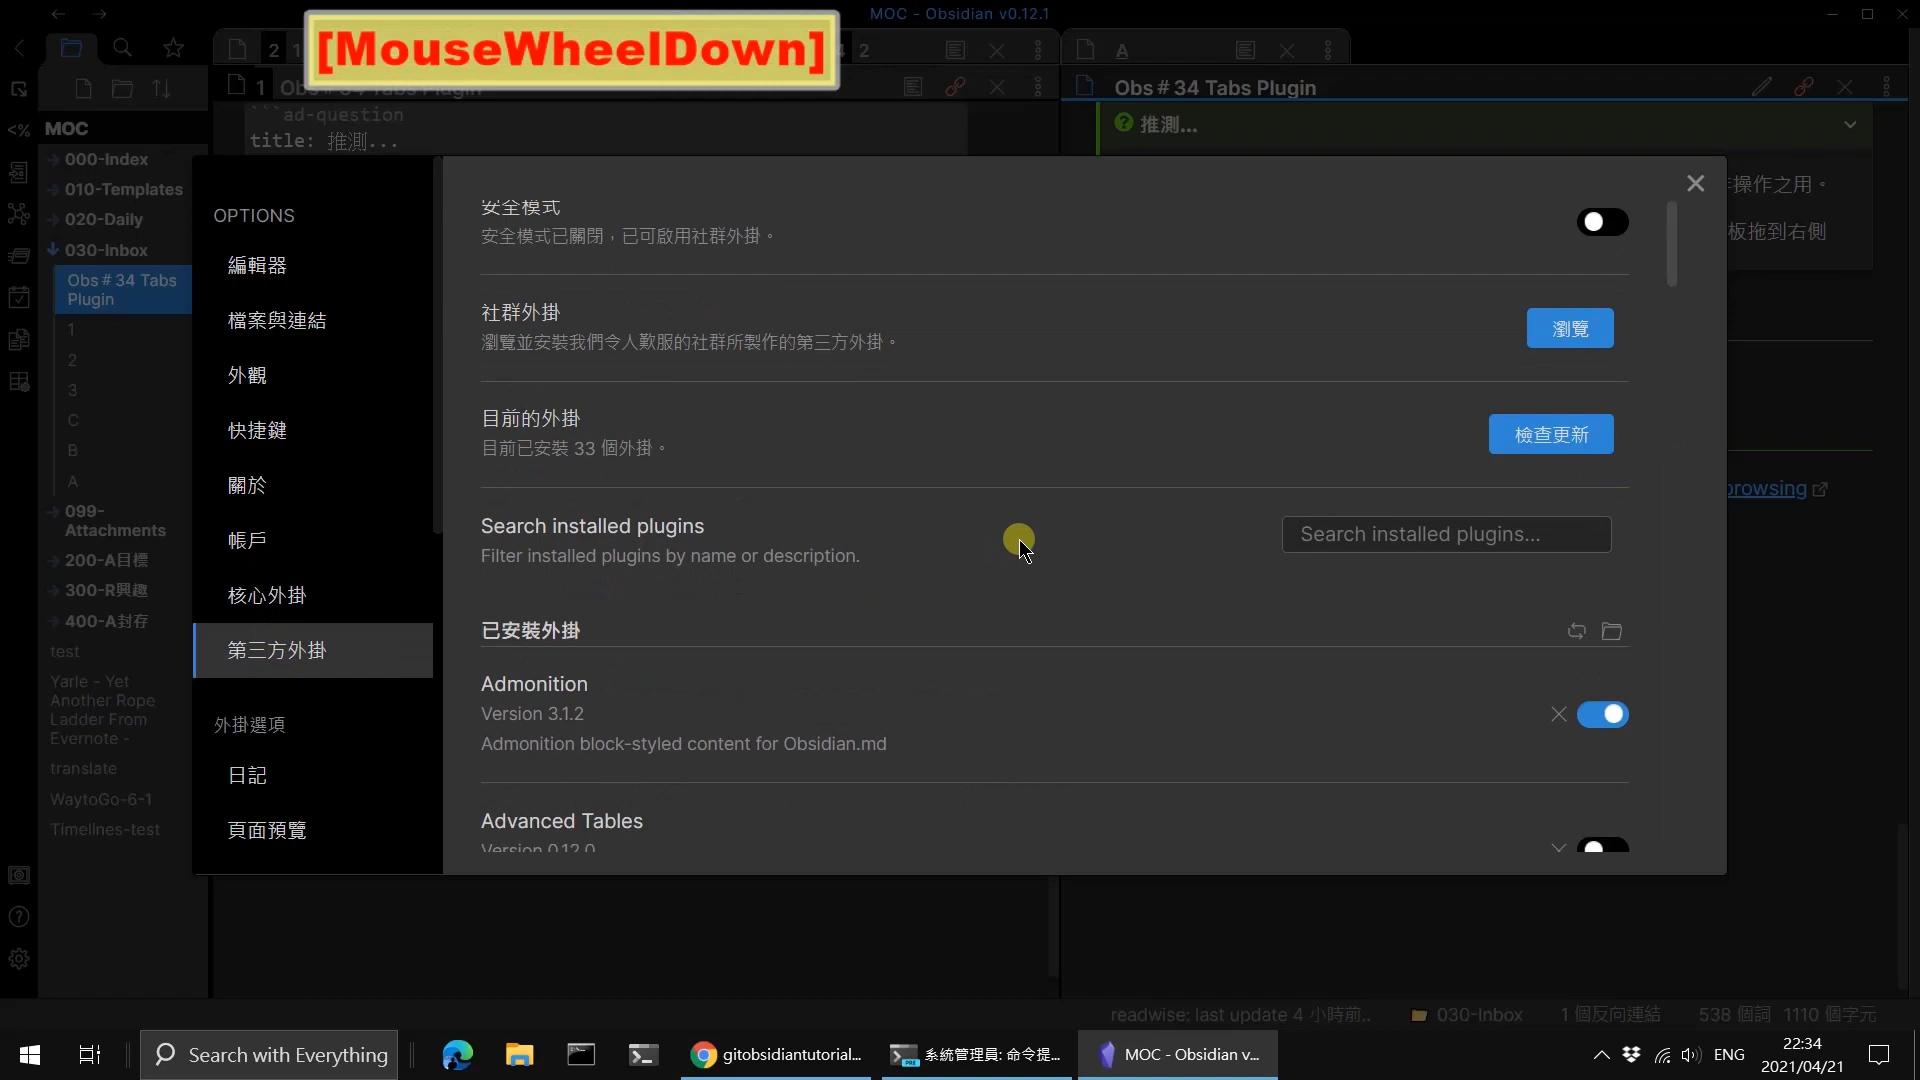 MOC - Obsidian v0.12.1
[MouseWheelDown]
2
1
4
2
A
1
Obs # 34 Tabs Plugin
Obs # 34 Tabs Plugin
```ad-question
title: 推測...
推測...
操作之用。
板拖到右側
browsing
MOC
000-Index
010-Templates
020-Daily
030-Inbox
Obs # 34 Tabs
Plugin
1
2
3
C
B
A
099-
Attachments
200-A目標
300-R興趣
400-A封存
test
Yarle - Yet
Another Rope
Ladder From
Evernote -
translate
WaytoGo-6-1
Timelines-test
OPTIONS
編輯器
檔案與連結
外觀
快捷鍵
關於
帳戶
核心外掛
第三方外掛
外掛選項
日記
頁面預覽
安全模式
安全模式已關閉，已可啟用社群外掛。
社群外掛
瀏覽並安裝我們令人歎服的社群所製作的第三方外掛。
瀏覽
目前的外掛
目前已安裝 33 個外掛。
檢查更新
Search installed plugins
Filter installed plugins by name or description.
Search installed plugins...
已安裝外掛
Admonition
Version 3.1.2
Admonition block-styled content for Obsidian.md
Advanced Tables
Version 0.12.0
readwise: last update 4 小時前..
030-Inbox
1 個反向連結
538 個詞
1110 個字元
Search with Everything
gitobsidiantutorial...
系統管理員: 命令提...
MOC - Obsidian v...
ENG
22:34
2021/04/21